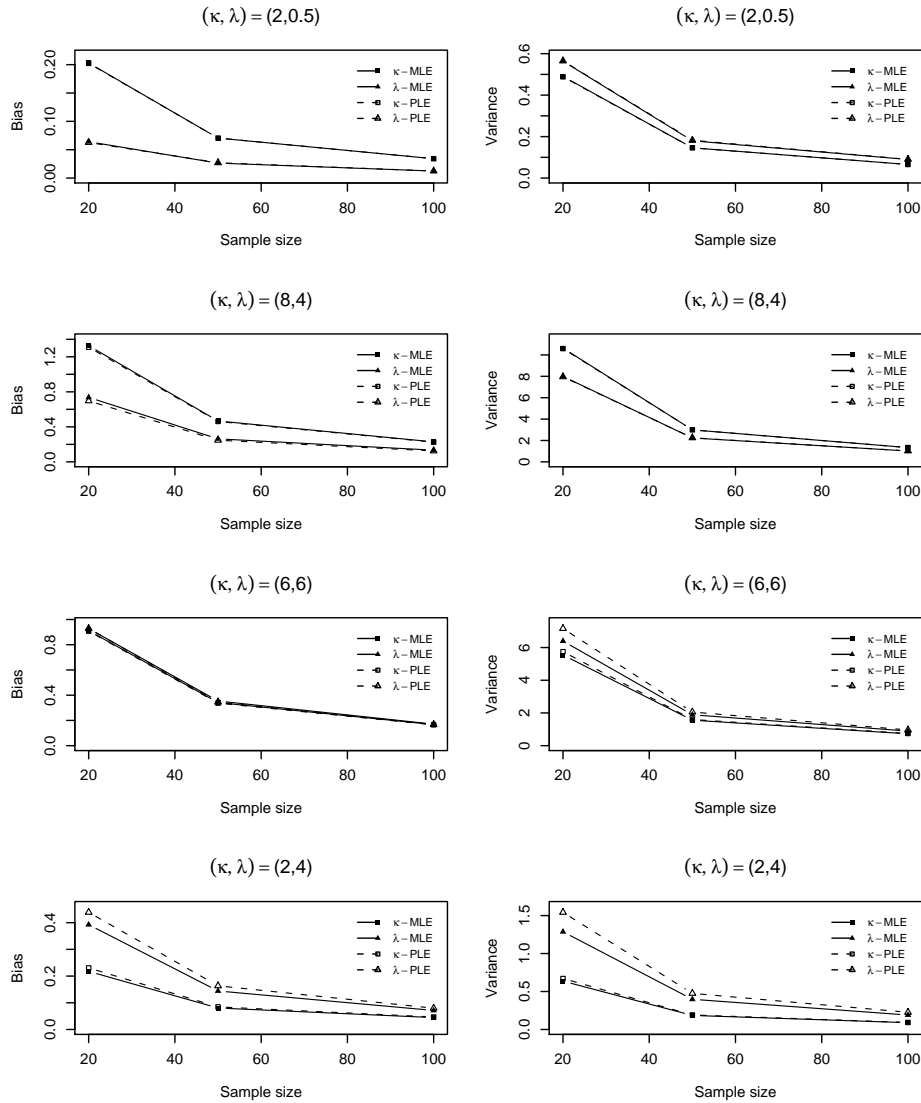 (κ, λ) = (2,0.5)
Bias
0.00 0.10 0.20
κ − MLE
λ − MLE
κ − PLE
λ − PLE
20 40 60 80 100
Sample size
(κ, λ) = (2,0.5)
Variance
0.0 0.2 0.4 0.6
κ − MLE
λ − MLE
κ − PLE
λ − PLE
20 40 60 80 100
Sample size
(κ, λ) = (8,4)
Bias
0.0 0.4 0.8 1.2
κ − MLE
λ − MLE
κ − PLE
λ − PLE
20 40 60 80 100
Sample size
(κ, λ) = (8,4)
Variance
0 2 4 6 8
κ − MLE
λ − MLE
κ − PLE
λ − PLE
20 40 60 80 100
Sample size
(κ, λ) = (6,6)
Bias
0.0 0.4 0.8
κ − MLE
λ − MLE
κ − PLE
λ − PLE
20 40 60 80 100
Sample size
(κ, λ) = (6,6)
Variance
0 2 4 6
κ − MLE
λ − MLE
κ − PLE
λ − PLE
20 40 60 80 100
Sample size
(κ, λ) = (2,4)
Bias
0.0 0.2 0.4
κ − MLE
λ − MLE
κ − PLE
λ − PLE
20 40 60 80 100
Sample size
(κ, λ) = (2,4)
Variance
0.0 0.5 1.0 1.5
κ − MLE
λ − MLE
κ − PLE
λ − PLE
20 40 60 80 100
Sample size